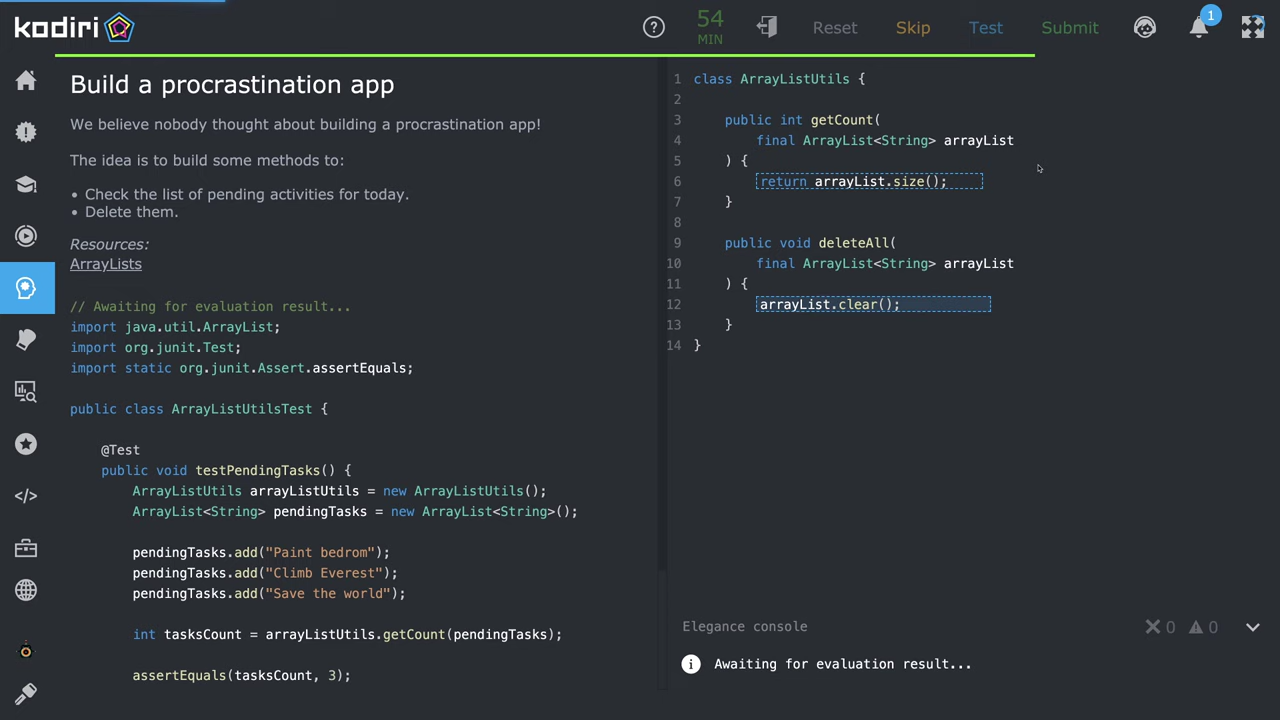 kodiri
54
MIN
Reset
Skip
Test
Submit
1
Build a procrastination app
We believe nobody thought about building a procrastination app!
The idea is to build some methods to:
• Check the list of pending activities for today.
• Delete them.
Resources:
ArrayLists
// Awaiting for evaluation result...
import java.util.ArrayList;
import org.junit.Test;
import static org.junit.Assert.assertEquals;
public class ArrayListUtilsTest {
@Test
public void testPendingTasks() {
ArrayListUtils arrayListUtils = new ArrayListUtils();
ArrayList<String> pendingTasks = new ArrayList<String>();
pendingTasks.add("Paint bedrom");
pendingTasks.add("Climb Everest");
pendingTasks.add("Save the world");
int tasksCount = arrayListUtils.getCount(pendingTasks);
assertEquals(tasksCount, 3);
1 class ArrayListUtils {
2
3 public int getCount(
4 final ArrayList<String> arrayList
5 ) {
6 return arrayList.size();
7 }
8
9 public void deleteAll(
10 final ArrayList<String> arrayList
11 ) {
12 arrayList.clear();
13 }
14 }
Elegance console
0
0
Awaiting for evaluation result...